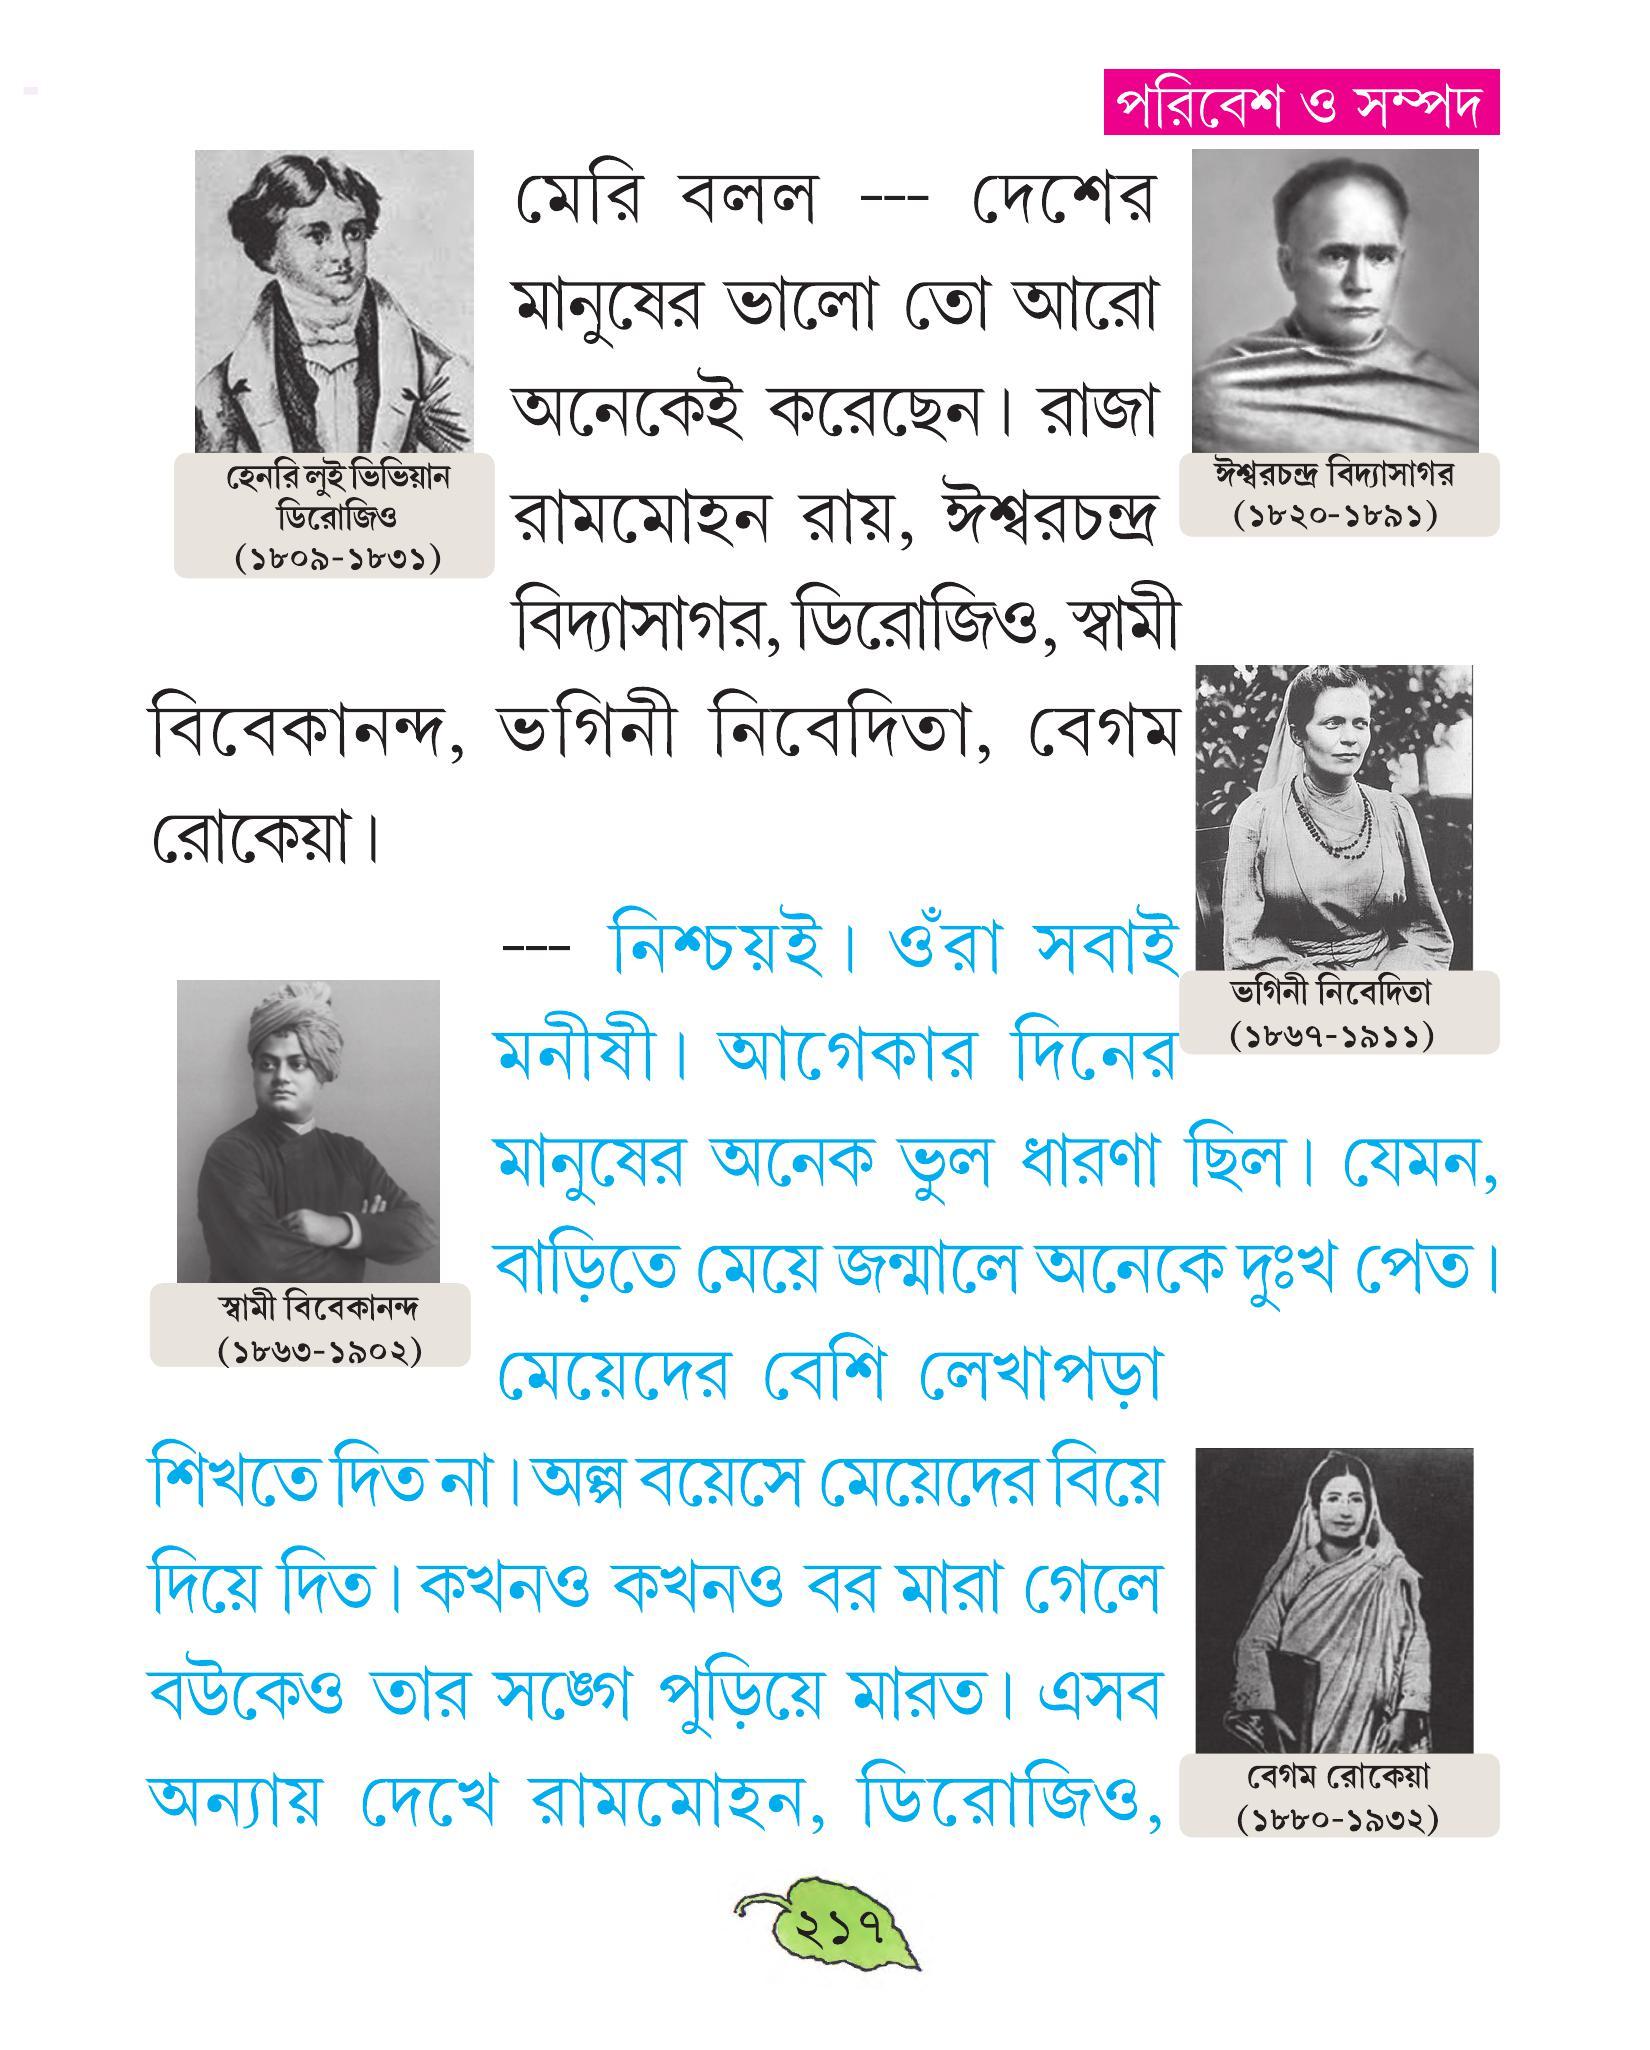 পরিবেশ ও সম্পদ
মেরি বলল --- দেশের
মানুষের ভালো তো আরো
অনেকেই করেছেন। রাজা
রামমোহন রায়, ঈশ্বরচন্দ্র
বিদ্যাসাগর, ডিরোজিও, স্বামী
বিবেকানন্দ, ভগিনী নিবেদিতা, বেগম
রোকেয়া।
হেনরি লুই ভিভিয়ান
ডিরোজিও
(১৮০৯-১৮৩১)
ঈশ্বরচন্দ্র বিদ্যাসাগর
(১৮২০-১৮৯১)
--- নিশ্চয়ই। ওঁরা সবাই
মনীষী। আগেকার দিনের
মানুষের অনেক ভুল ধারণা ছিল। যেমন,
বাড়িতে মেয়ে জন্মালে অনেকে দুঃখ পেত।
মেয়েদের বেশি লেখাপড়া
শিখতে দিত না। অল্প বয়েসে মেয়েদের বিয়ে
দিয়ে দিত। কখনও কখনও বর মারা গেলে
বউকেও তার সঙ্গে পুড়িয়ে মারত। এসব
অন্যায় দেখে রামমোহন, ডিরোজিও,
ভগিনী নিবেদিতা
(১৮৬৭-১৯১১)
স্বামী বিবেকানন্দ
(১৮৬৩-১৯০২)
বেগম রোকেয়া
(১৮৮০-১৯৩২)
২১৭